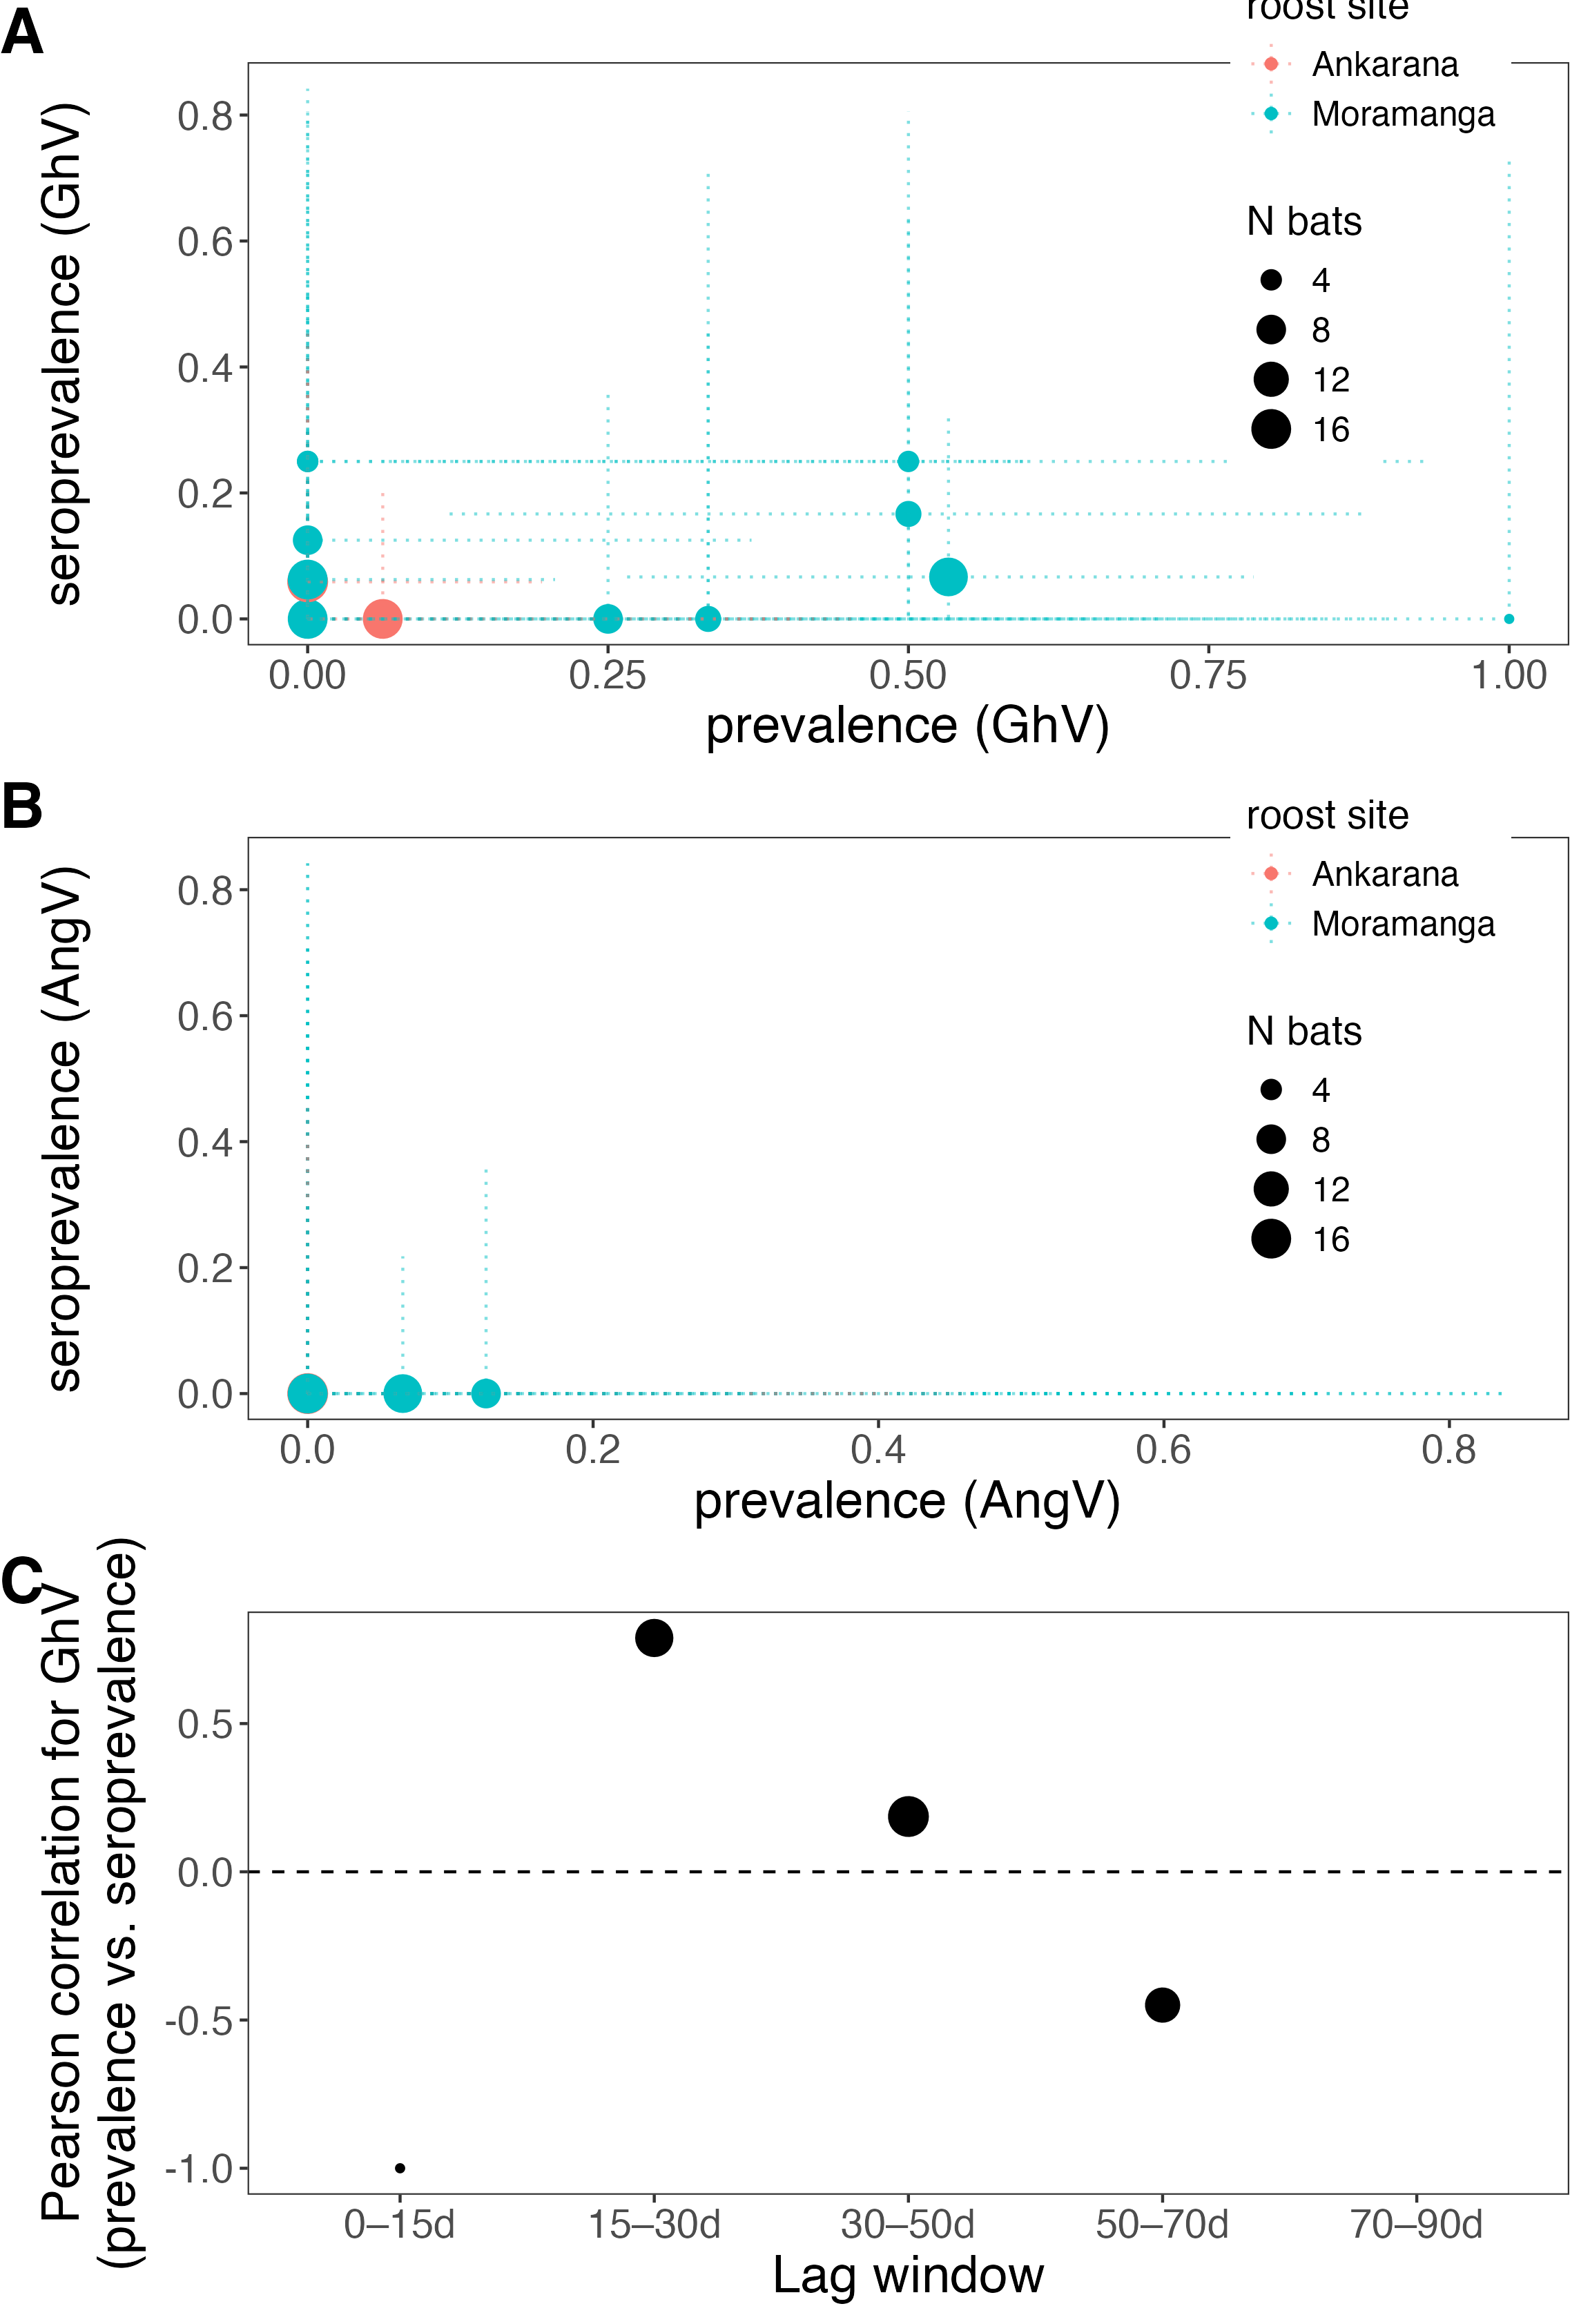 A
roost site
Ankarana
Moramanga
N bats
4
8
12
16
seroprevalence (GhV)
0.8
0.6
0.4
0.2
0.0
0.00 0.25 0.50 0.75 1.00
prevalence (GhV)
B
roost site
Ankarana
Moramanga
N bats
4
8
12
16
seroprevalence (AngV)
0.8
0.6
0.4
0.2
0.0
0.0 0.2 0.4 0.6 0.8
prevalence (AngV)
C
Pearson correlation for GhV
(prevalence vs. seroprevalence)
0.5
0.0
-0.5
-1.0
0–15d 15–30d 30–50d 50–70d 70–90d
Lag window